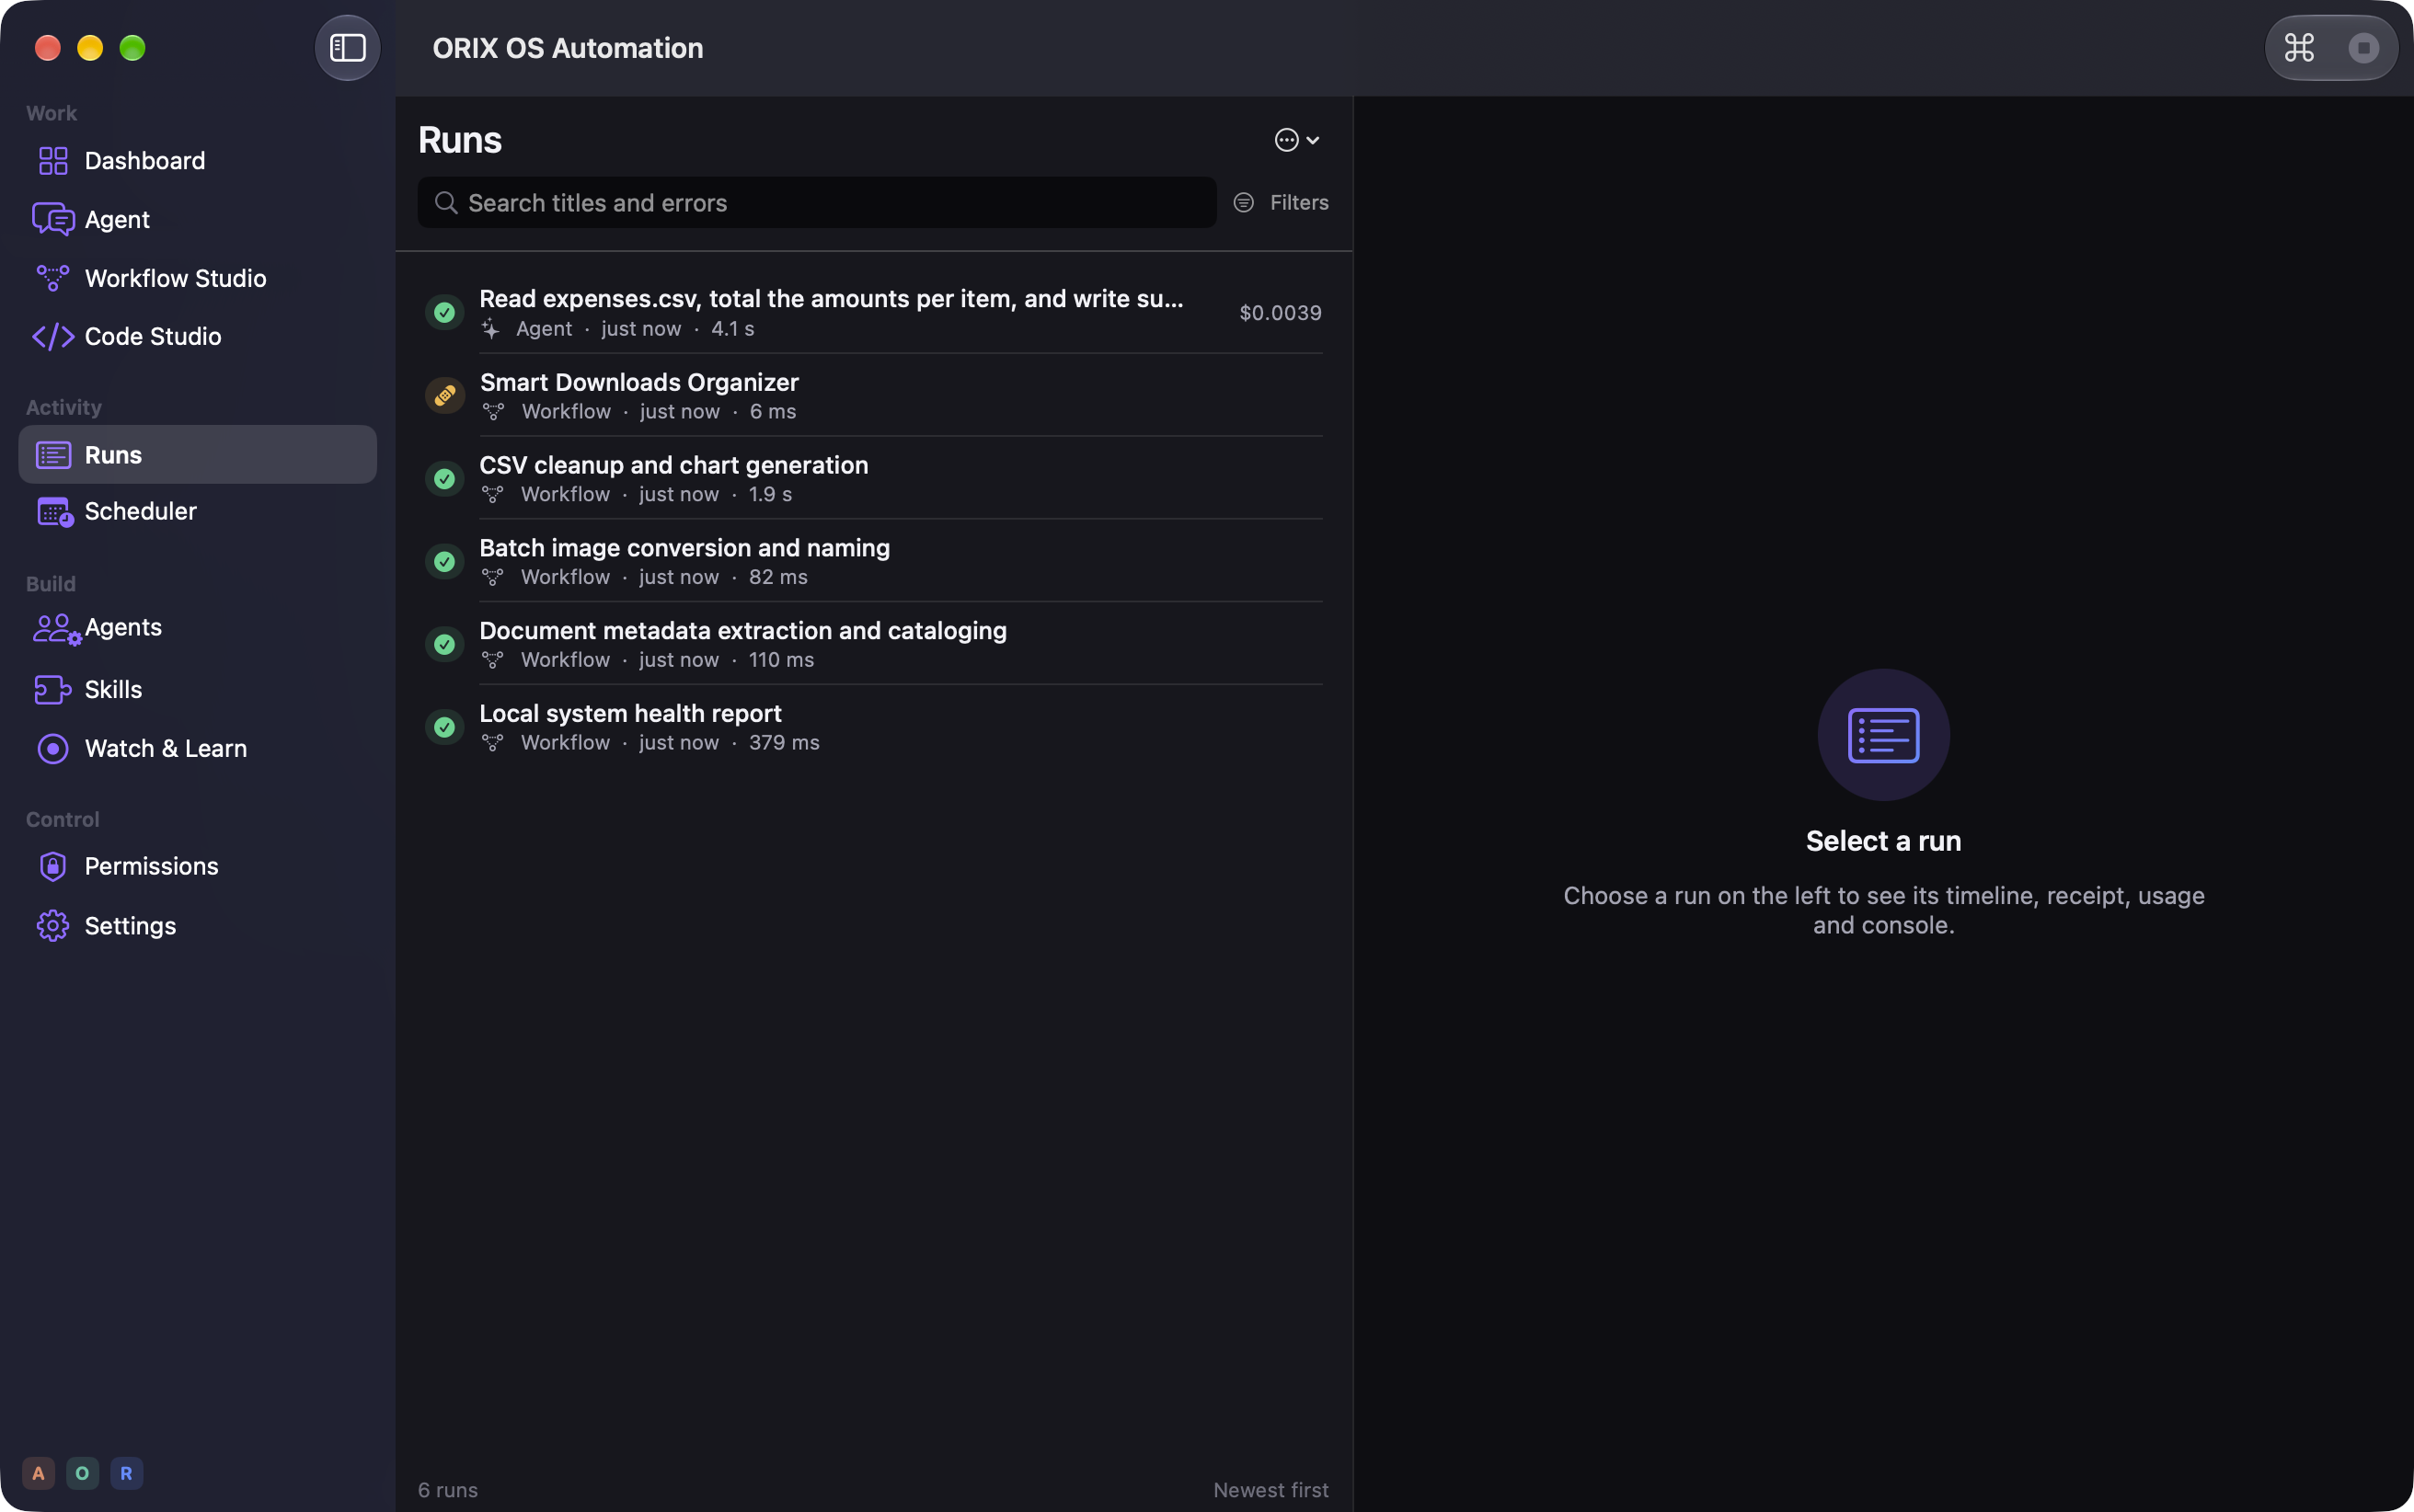 ORIX OS Automation
Work
Dashboard
Agent
Workflow Studio
Code Studio
Activity
Runs
Scheduler
Build
Agents
Skills
Watch & Learn
Control
Permissions
Settings
A O R
Runs
Search titles and errors
Filters
Read expenses.csv, total the amounts per item, and write su...
$0.0039
Agent · just now · 4.1 s
Smart Downloads Organizer
Workflow · just now · 6 ms
CSV cleanup and chart generation
Workflow · just now · 1.9 s
Batch image conversion and naming
Workflow · just now · 82 ms
Document metadata extraction and cataloging
Workflow · just now · 110 ms
Local system health report
Workflow · just now · 379 ms
6 runs
Newest first
Select a run
Choose a run on the left to see its timeline, receipt, usage
and console.